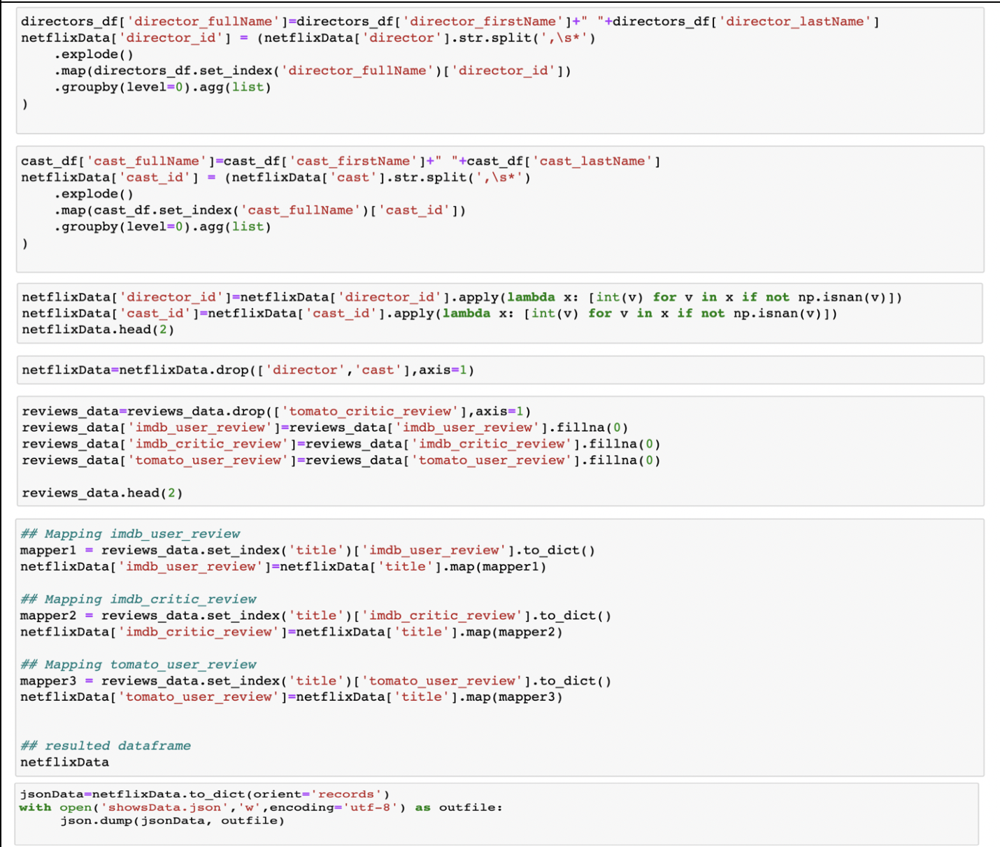 directors_df['director_fullName']=directors_df['director_firstName']+" "+directors_df['director_lastName']
netflixData['director_id'] = (netflixData['director'].str.split(',\s*')
    .explode()
    .map(directors_df.set_index('director_fullName')['director_id'])
    .groupby(level=0).agg(list)
)
cast_df['cast_fullName']=cast_df['cast_firstName']+" "+cast_df['cast_lastName']
netflixData['cast_id'] = (netflixData['cast'].str.split(',\s*')
    .explode()
    .map(cast_df.set_index('cast_fullName')['cast_id'])
    .groupby(level=0).agg(list)
)
netflixData['director_id']=netflixData['director_id'].apply(lambda x: [int(v) for v in x if not np.isnan(v)])
netflixData['cast_id']=netflixData['cast_id'].apply(lambda x: [int(v) for v in x if not np.isnan(v)])
netflixData.head(2)
netflixData=netflixData.drop(['director','cast'],axis=1)
reviews_data=reviews_data.drop(['tomato_critic_review'],axis=1)
reviews_data['imdb_user_review']=reviews_data['imdb_user_review'].fillna(0)
reviews_data['imdb_critic_review']=reviews_data['imdb_critic_review'].fillna(0)
reviews_data['tomato_user_review']=reviews_data['tomato_user_review'].fillna(0)
reviews_data.head(2)
## Mapping imdb_user_review
mapper1 = reviews_data.set_index('title')['imdb_user_review'].to_dict()
netflixData['imdb_user_review']=netflixData['title'].map(mapper1)
## Mapping imdb_critic_review
mapper2 = reviews_data.set_index('title')['imdb_critic_review'].to_dict()
netflixData['imdb_critic_review']=netflixData['title'].map(mapper2)
## Mapping tomato_user_review
mapper3 = reviews_data.set_index('title')['tomato_user_review'].to_dict()
netflixData['tomato_user_review']=netflixData['title'].map(mapper3)
## resulted dataframe
netflixData
jsonData=netflixData.to_dict(orient='records')
with open('showsData.json','w',encoding='utf-8') as outfile:
     json.dump(jsonData, outfile)